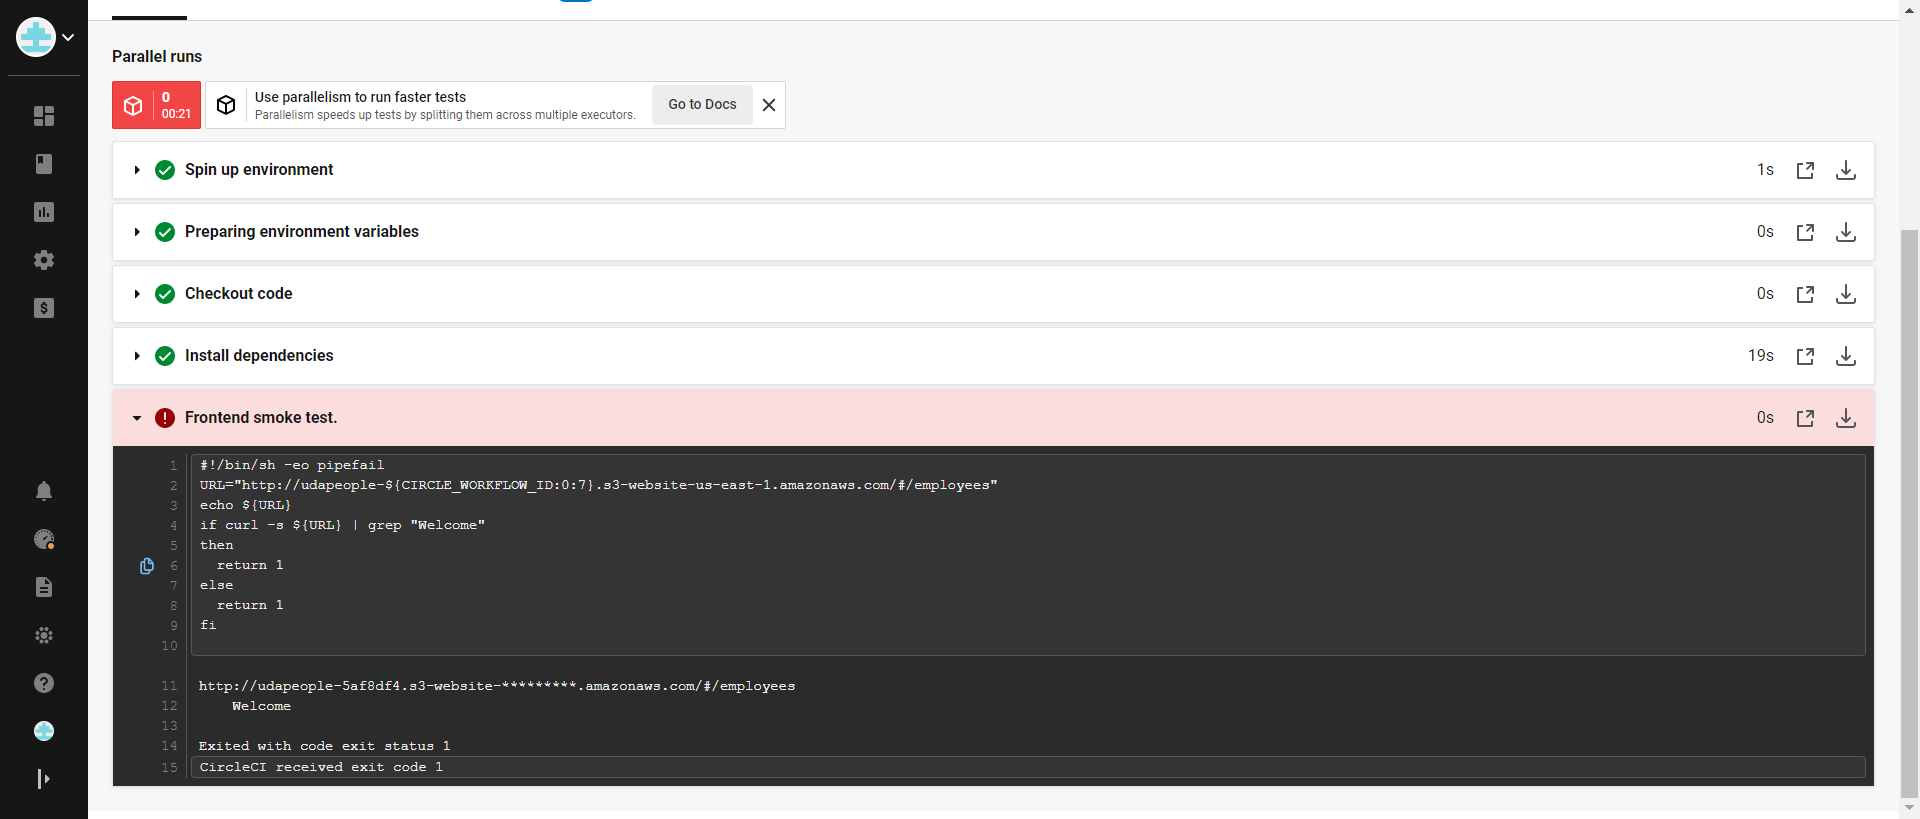 Parallel runs
0
00:21
Use parallelism to run faster tests
Parallelism speeds up tests by splitting them across multiple executors.
Go to Docs
Spin up environment
1s
Preparing environment variables
0s
Checkout code
0s
Install dependencies
19s
Frontend smoke test.
0s
1 #!/bin/sh -eo pipefail
2 URL="http://udapeople-${CIRCLE_WORKFLOW_ID:0:7}.s3-website-us-east-1.amazonaws.com/#/employees"
3 echo ${URL}
4 if curl -s ${URL} | grep "Welcome"
5 then
6   return 1
7 else
8   return 1
9 fi
10
11 http://udapeople-5af8df4.s3-website-*********.amazonaws.com/#/employees
12     Welcome
13
14 Exited with code exit status 1
15 CircleCI received exit code 1